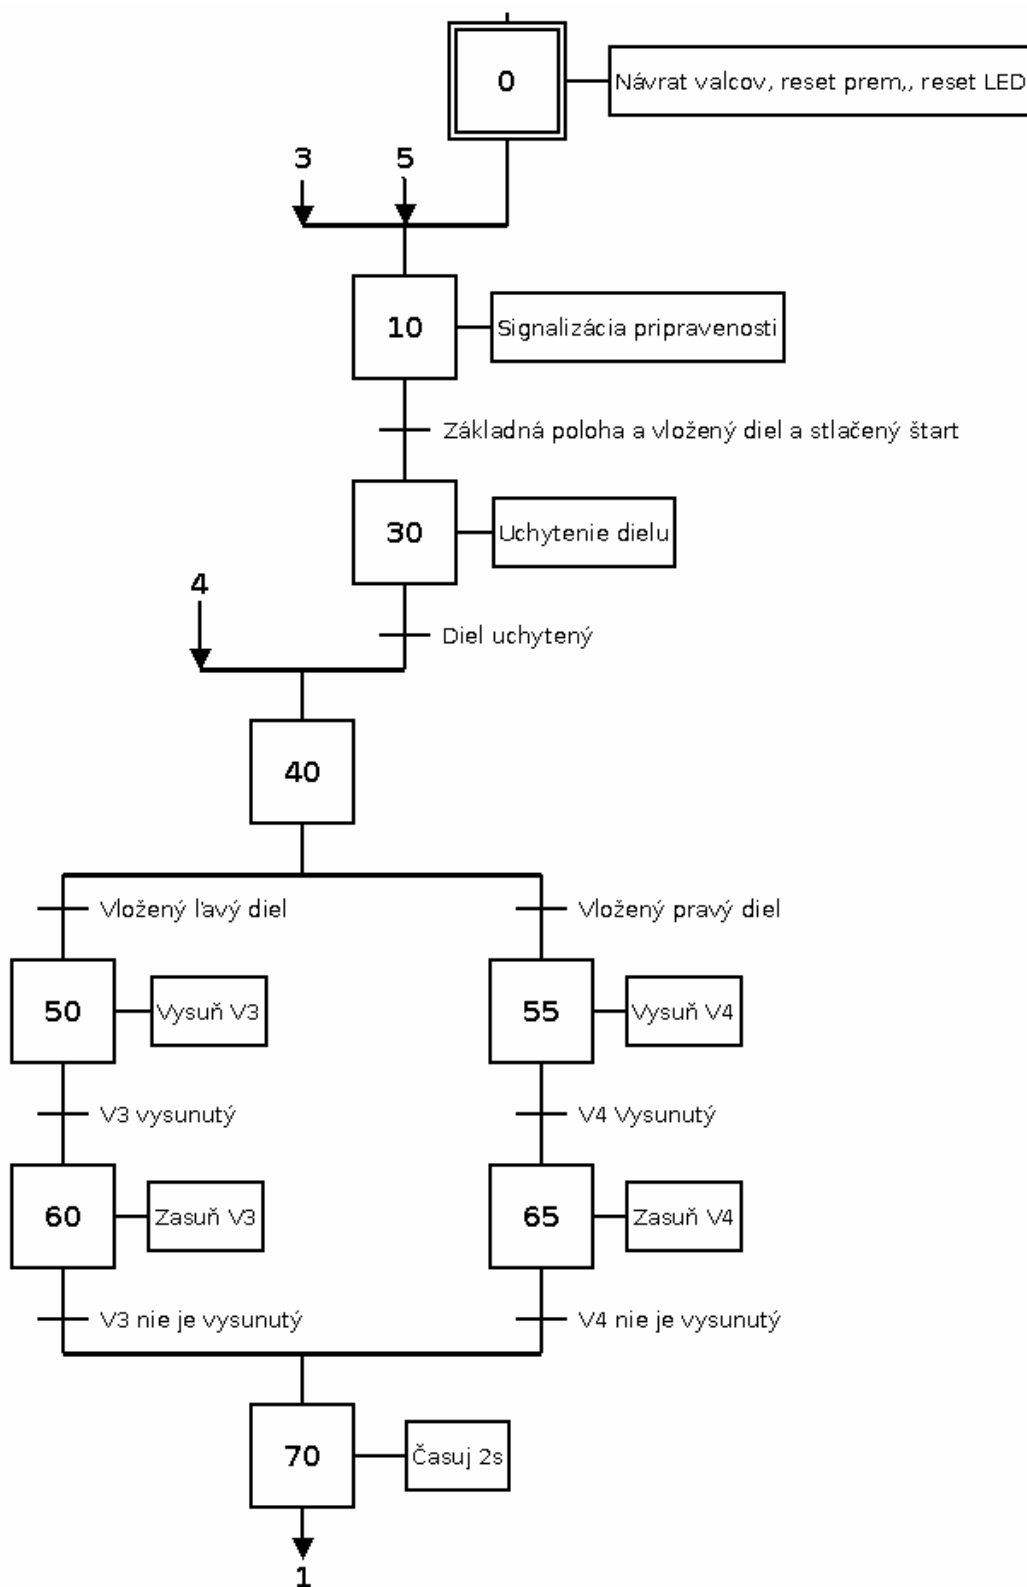 0
Návrat valcov, reset prem,, reset LED
3
5
10
Signalizácia pripravenosti
Základná poloha a vložený diel a stlačený štart
30
Uchytenie dielu
4
Diel uchytený
40
Vložený ľavý diel
Vložený pravý diel
50
Vysuň V3
55
Vysuň V4
V3 vysunutý
V4 Vysunutý
60
Zasuň V3
65
Zasuň V4
V3 nie je vysunutý
V4 nie je vysunutý
70
Časuj 2s
1